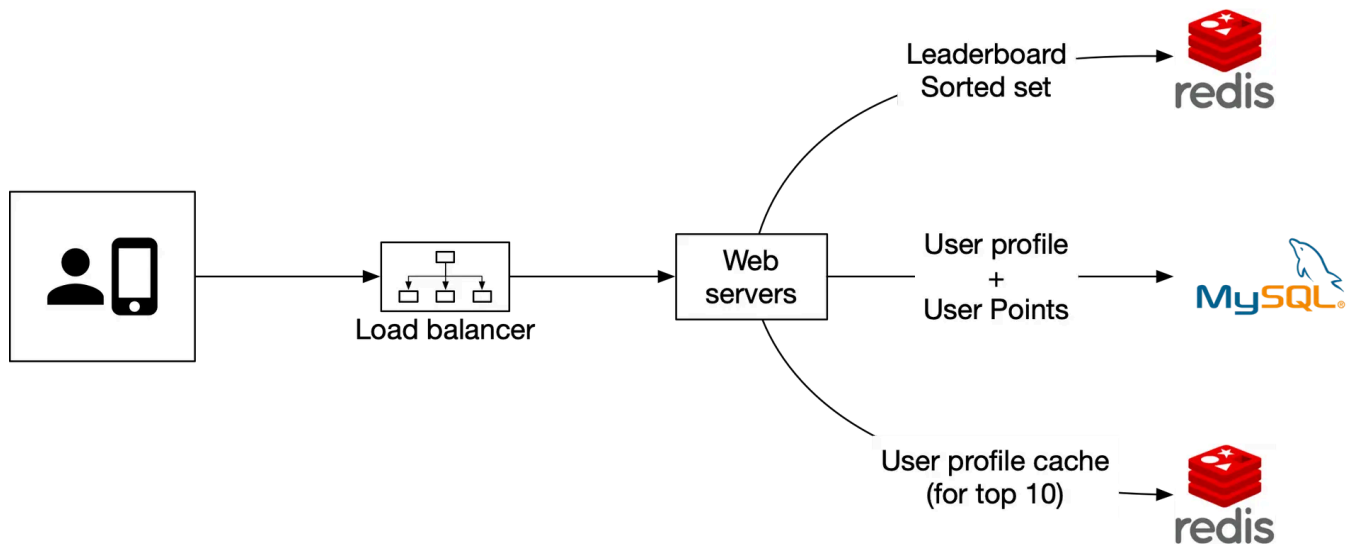 Leaderboard
Sorted set
redis
Load balancer
Web
servers
User profile
+
User Points
MySQL®
User profile cache
(for top 10)
redis